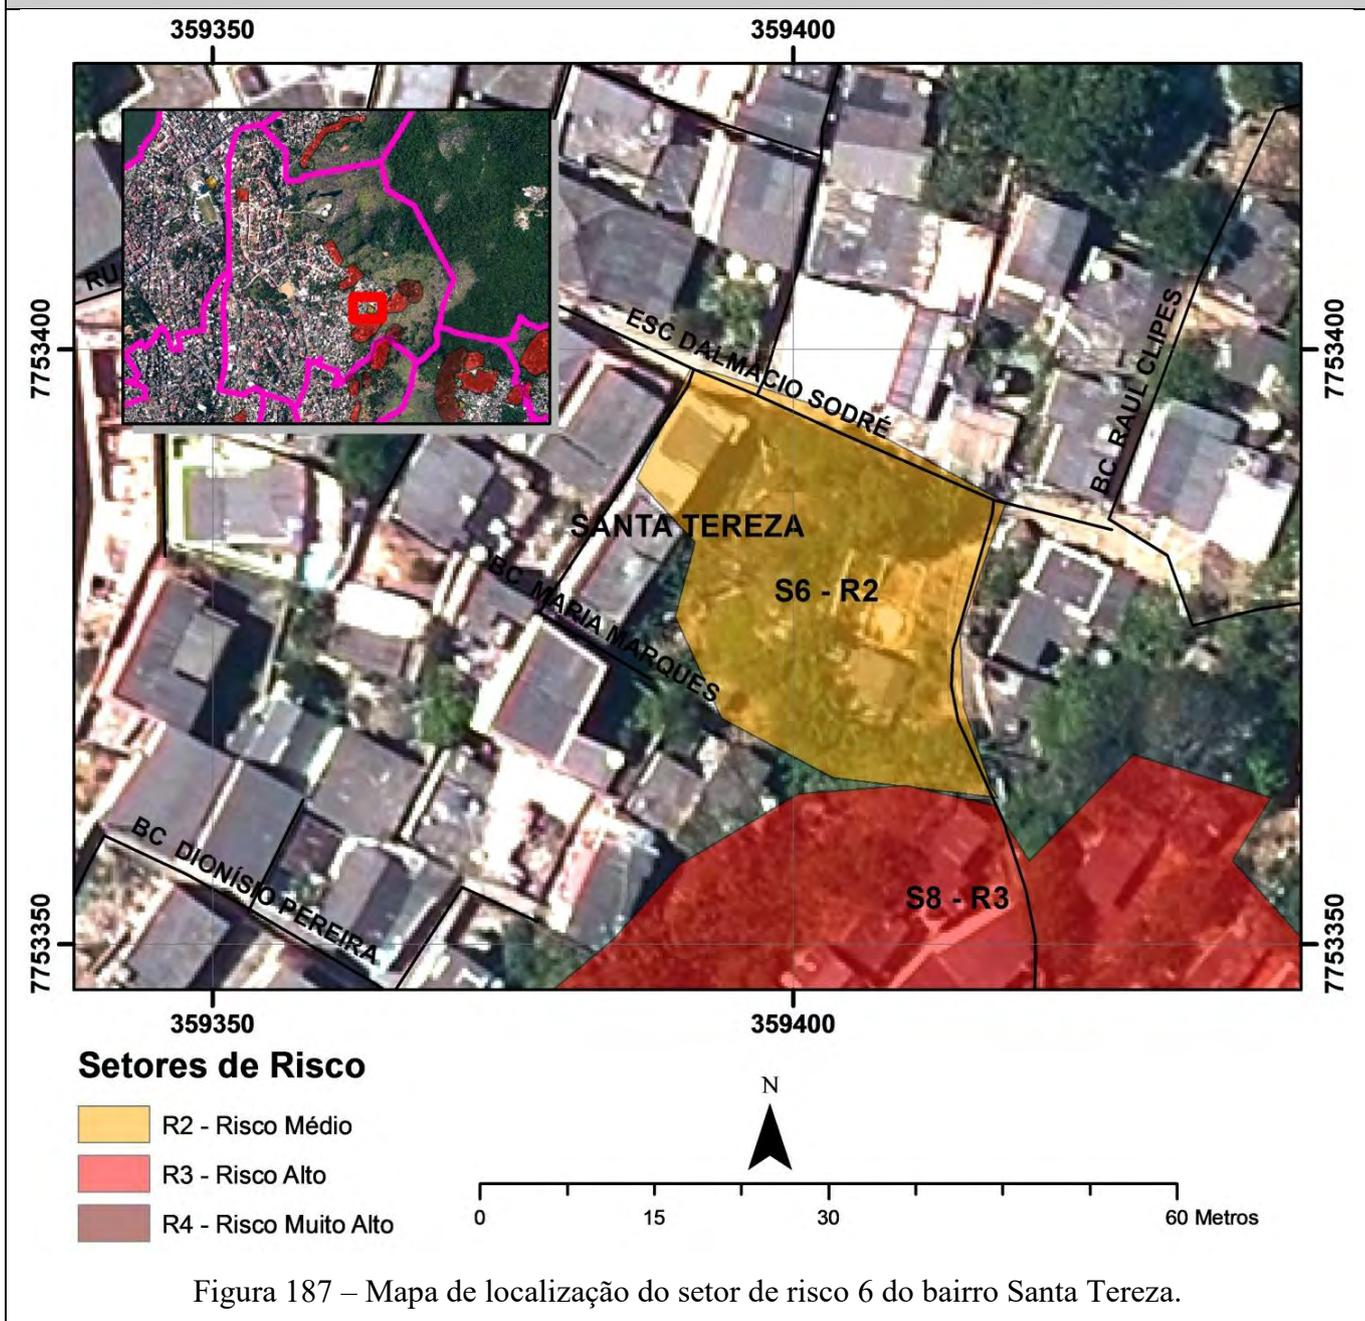 359350
359400
RU
7753400
7753400
ESC DALMÁCIO SODRÉ
BC RAUL CLIPES
SANTA TEREZA
S6 - R2
BC MARIA MARQUES
BC DIONÍSIO PEREIRA
S8 - R3
7753350
7753350
359350
359400
Setores de Risco
N
R2 - Risco Médio
R3 - Risco Alto
R4 - Risco Muito Alto
0 15 30 60 Metros
Figura 187 – Mapa de localização do setor de risco 6 do bairro Santa Tereza.